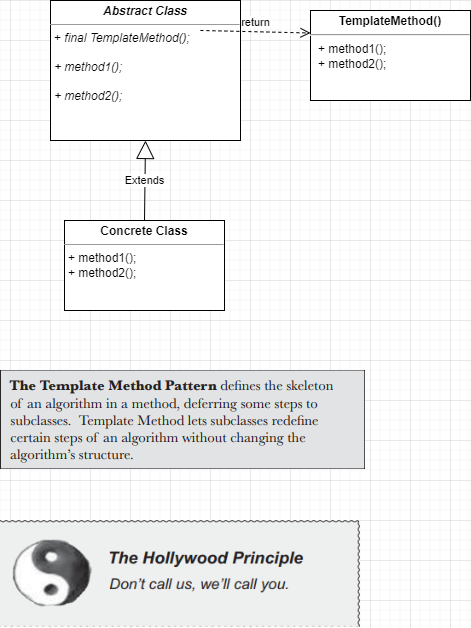 Abstract Class
+ final TemplateMethod();
+ method1();
+ method2();
return
TemplateMethod()
+ method1();
+ method2();
Extends
Concrete Class
+ method1();
+ method2();
The Template Method Pattern defines the skeleton
of an algorithm in a method, deferring some steps to
subclasses. Template Method lets subclasses redefine
certain steps of an algorithm without changing the
algorithm's structure.
The Hollywood Principle
Don't call us, we'll call you.